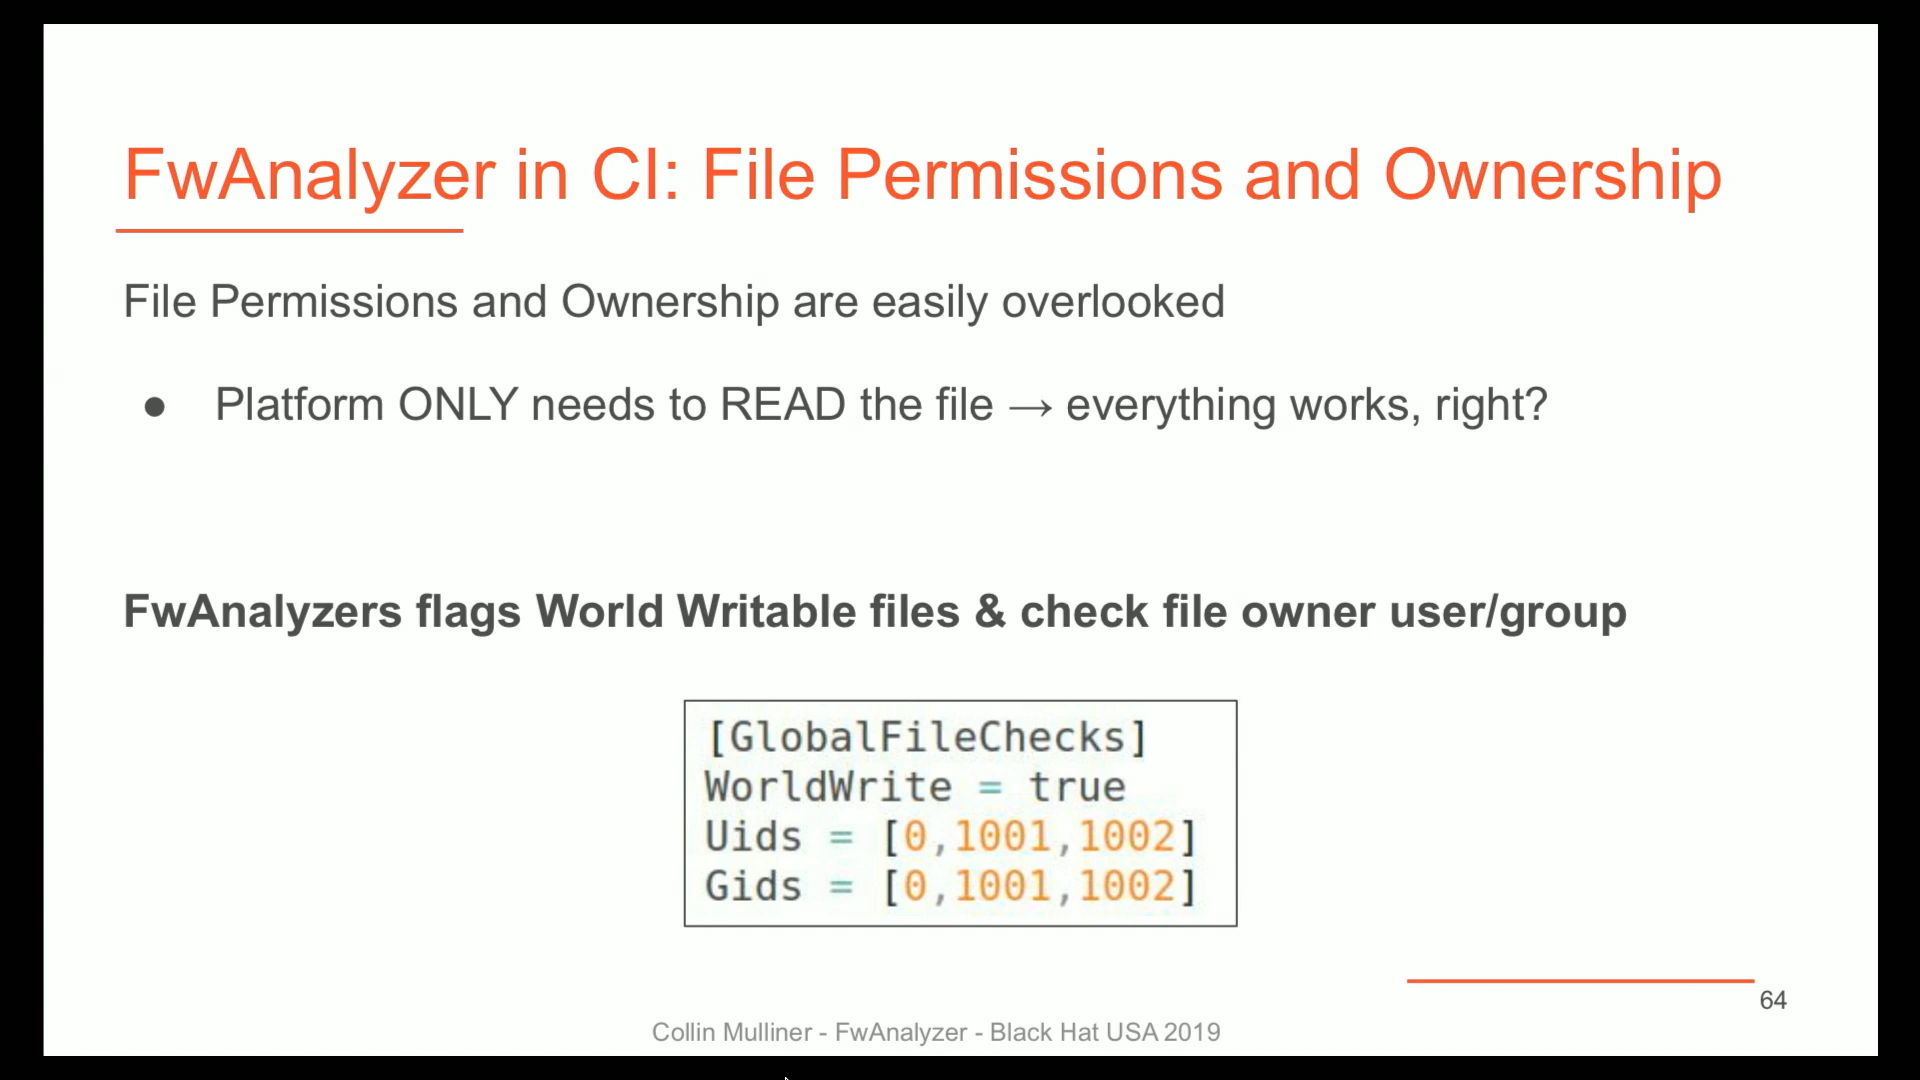 FwAnalyzer in CI: File Permissions and Ownership
File Permissions and Ownership are easily overlooked
● Platform ONLY needs to READ the file → everything works, right?
FwAnalyzers flags World Writable files & check file owner user/group
[GlobalFileChecks]
WorldWrite = true
Uids = [0,1001,1002]
Gids = [0,1001,1002]
64
Collin Mulliner - FwAnalyzer - Black Hat USA 2019